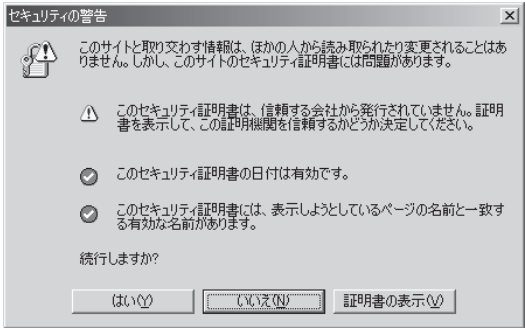 セキュリティの警告
このサイトと取り交わす情報は、ほかの人から読み取られたり変更されることはあ
りません。しかし、このサイトのセキュリティ証明書には問題があります。
このセキュリティ証明書は、信頼する会社から発行されていません。証明
書を表示して、この証明機関を信頼するかどうか決定してください。
このセキュリティ証明書の日付は有効です。
このセキュリティ証明書には、表示しようとしているページの名前と一致す
る有効な名前があります。
続行しますか?
はい(Y)
いいえ(N)
証明書の表示(V)